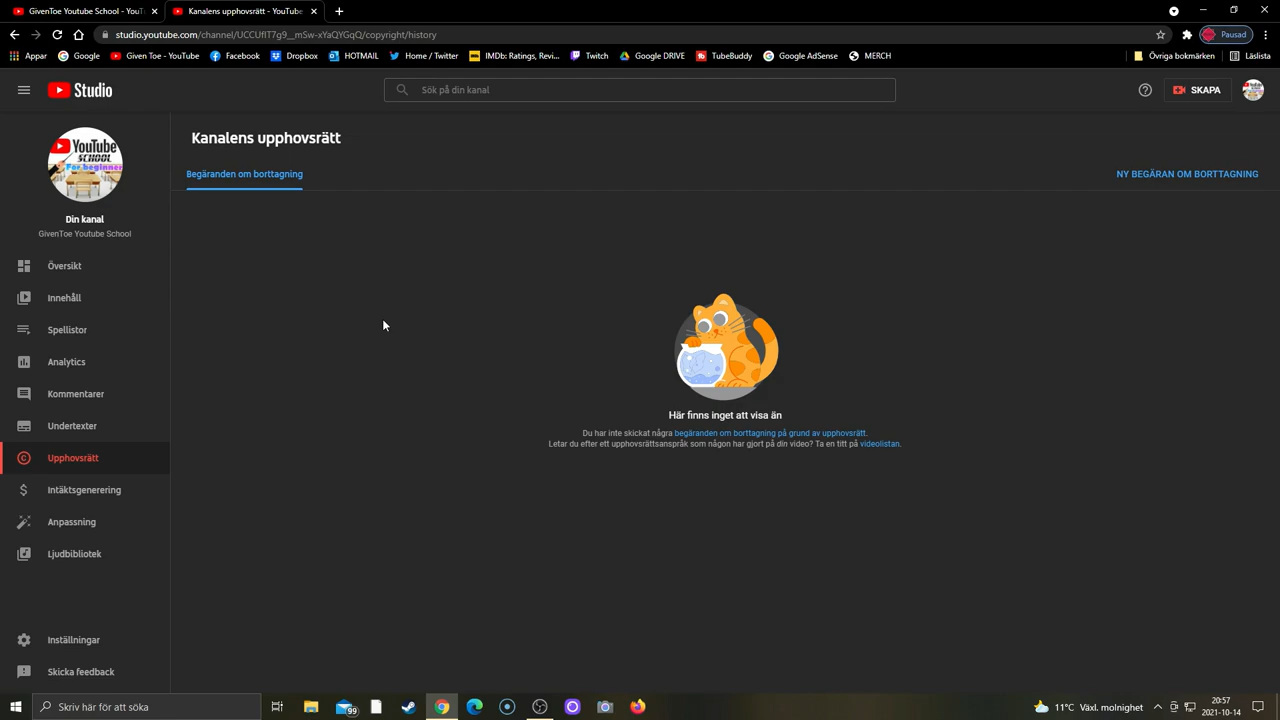 GivenToe Youtube School - YouT
Kanalens upphovsrätt - YouTube
studio.youtube.com/channel/UCCUflT7g9__mSw-xYaQYGqQ/copyright/history
Pausad
Appar
Google
Given Toe - YouTube
Facebook
Dropbox
HOTMAIL
Home / Twitter
IMDb: Ratings, Revi...
Twitch
Google DRIVE
TubeBuddy
Google AdSense
MERCH
Övriga bokmärken
Läslista
Studio
Sök på din kanal
SKAPA
YouTube
SCHOOL
For beginner
Din kanal
GivenToe Youtube School
Översikt
Innehåll
Spellistor
Analytics
Kommentarer
Undertexter
Upphovsrätt
Intäktsgenerering
Anpassning
Ljudbibliotek
Inställningar
Skicka feedback
Kanalens upphovsrätt
Begäranden om borttagning
NY BEGÄRAN OM BORTTAGNING
Här finns inget att visa än
Du har inte skickat några begäranden om borttagning på grund av upphovsrätt.
Letar du efter ett upphovsrättsanspråk som någon har gjort på din video? Ta en titt på videolistan.
Skriv här för att söka
99
11°C Växl. molnighet
20:57
2021-10-14